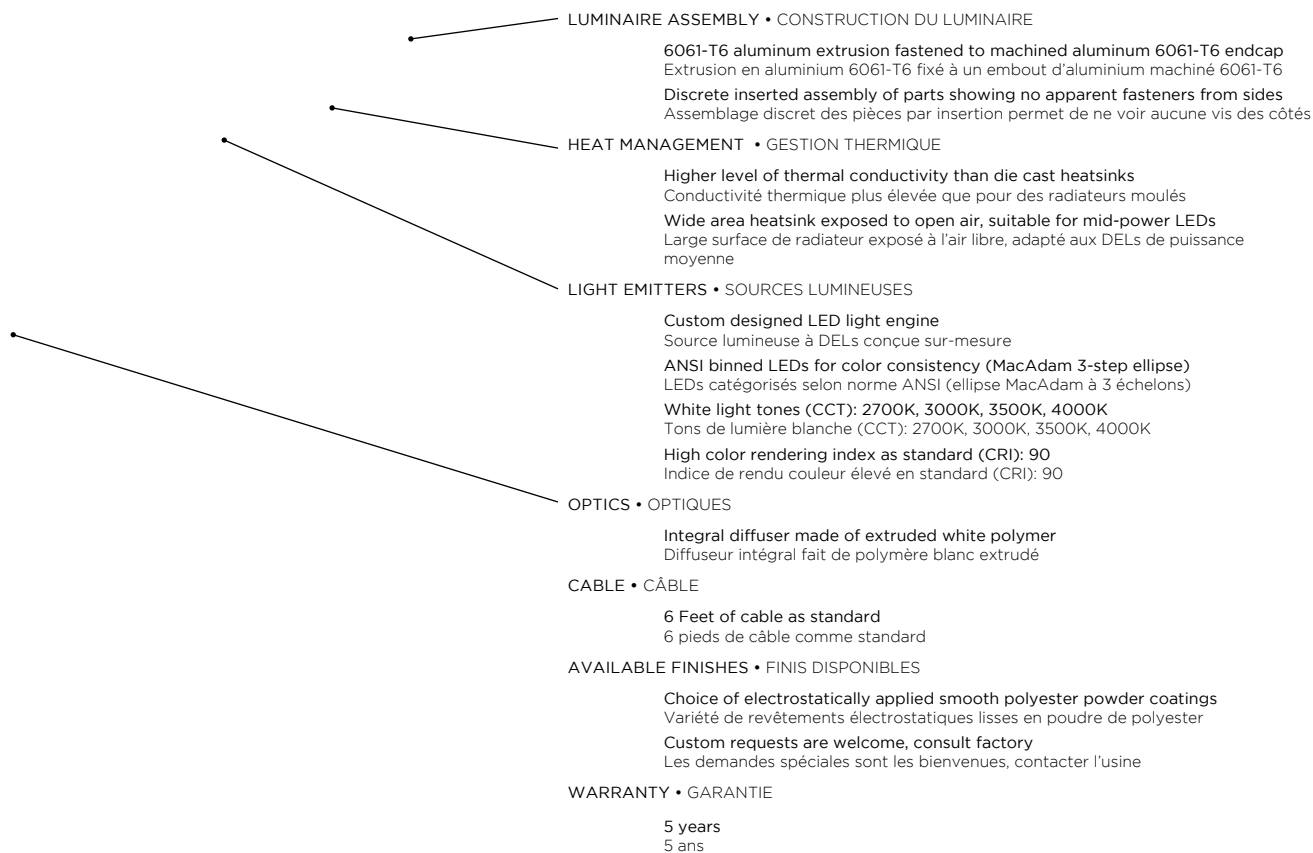 LUMINAIRE ASSEMBLY • CONSTRUCTION DU LUMINAIRE
6061-T6 aluminum extrusion fastened to machined aluminum 6061-T6 endcap
Extrusion en aluminium 6061-T6 fixé à un embout d'aluminium machiné 6061-T6
Discrete inserted assembly of parts showing no apparent fasteners from sides
Assemblage discret des pièces par insertion permet de ne voir aucune vis des côtés
HEAT MANAGEMENT • GESTION THERMIQUE
Higher level of thermal conductivity than die cast heatsinks
Conductivité thermique plus élevée que pour des radiateurs moulés
Wide area heatsink exposed to open air, suitable for mid-power LEDs
Large surface de radiateur exposé à l'air libre, adapté aux DELs de puissance
moyenne
LIGHT EMITTERS • SOURCES LUMINEUSES
Custom designed LED light engine
Source lumineuse à DELs conçue sur-mesure
ANSI binned LEDs for color consistency (MacAdam 3-step ellipse)
LEDs catégorisés selon norme ANSI (ellipse MacAdam à 3 échelons)
White light tones (CCT): 2700K, 3000K, 3500K, 4000K
Tons de lumière blanche (CCT): 2700K, 3000K, 3500K, 4000K
High color rendering index as standard (CRI): 90
Indice de rendu couleur élevé en standard (CRI): 90
OPTICS • OPTIQUES
Integral diffuser made of extruded white polymer
Diffuseur intégral fait de polymère blanc extrudé
CABLE • CÂBLE
6 Feet of cable as standard
6 pieds de câble comme standard
AVAILABLE FINISHES • FINIS DISPONIBLES
Choice of electrostatically applied smooth polyester powder coatings
Variété de revêtements électrostatiques lisses en poudre de polyester
Custom requests are welcome, consult factory
Les demandes spéciales sont les bienvenues, contacter l'usine
WARRANTY • GARANTIE
5 years
5 ans